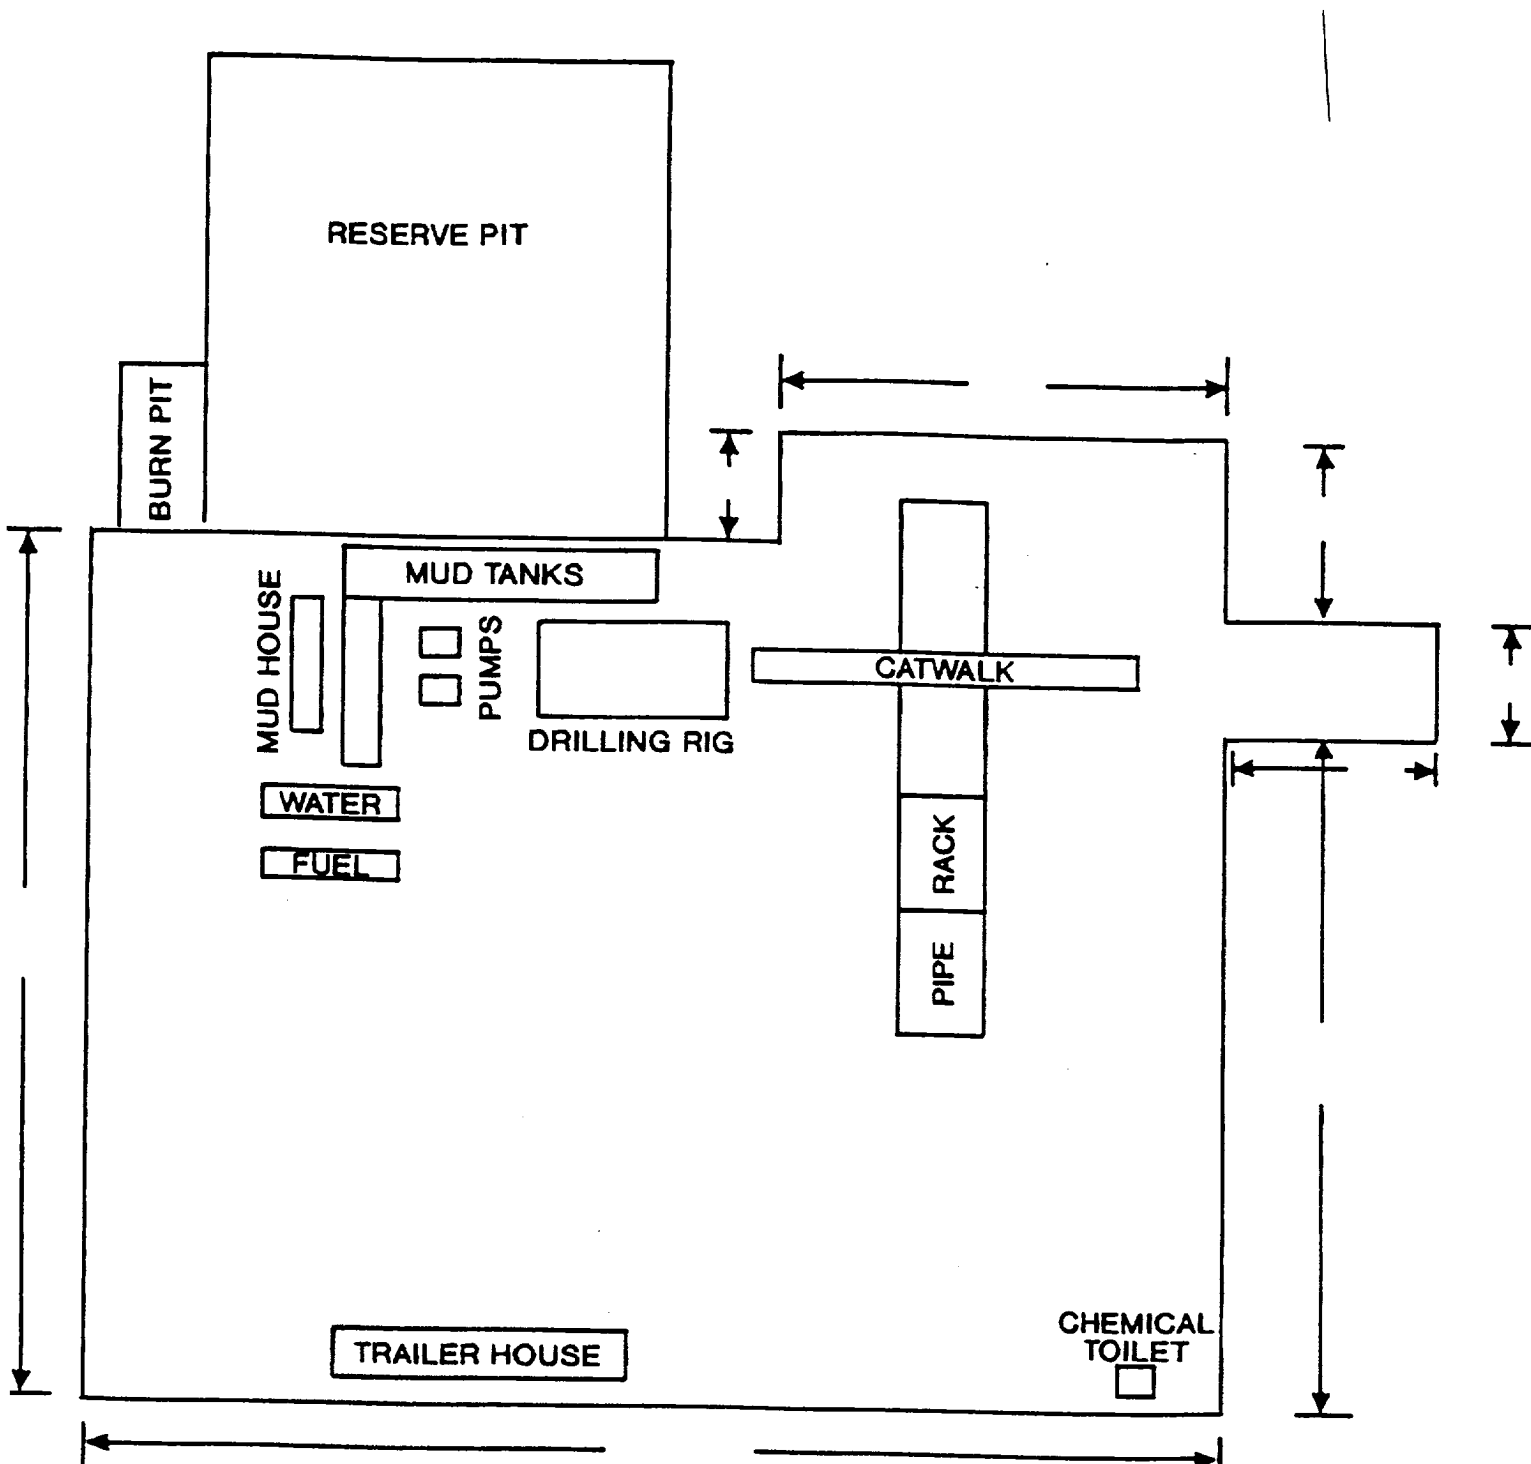 RESERVE PIT
BURN PIT
MUD TANKS
MUD HOUSE
PUMPS
CATWALK
DRILLING RIG
WATER
FUEL
PIPE RACK
CHEMICAL
TOILET
TRAILER HOUSE